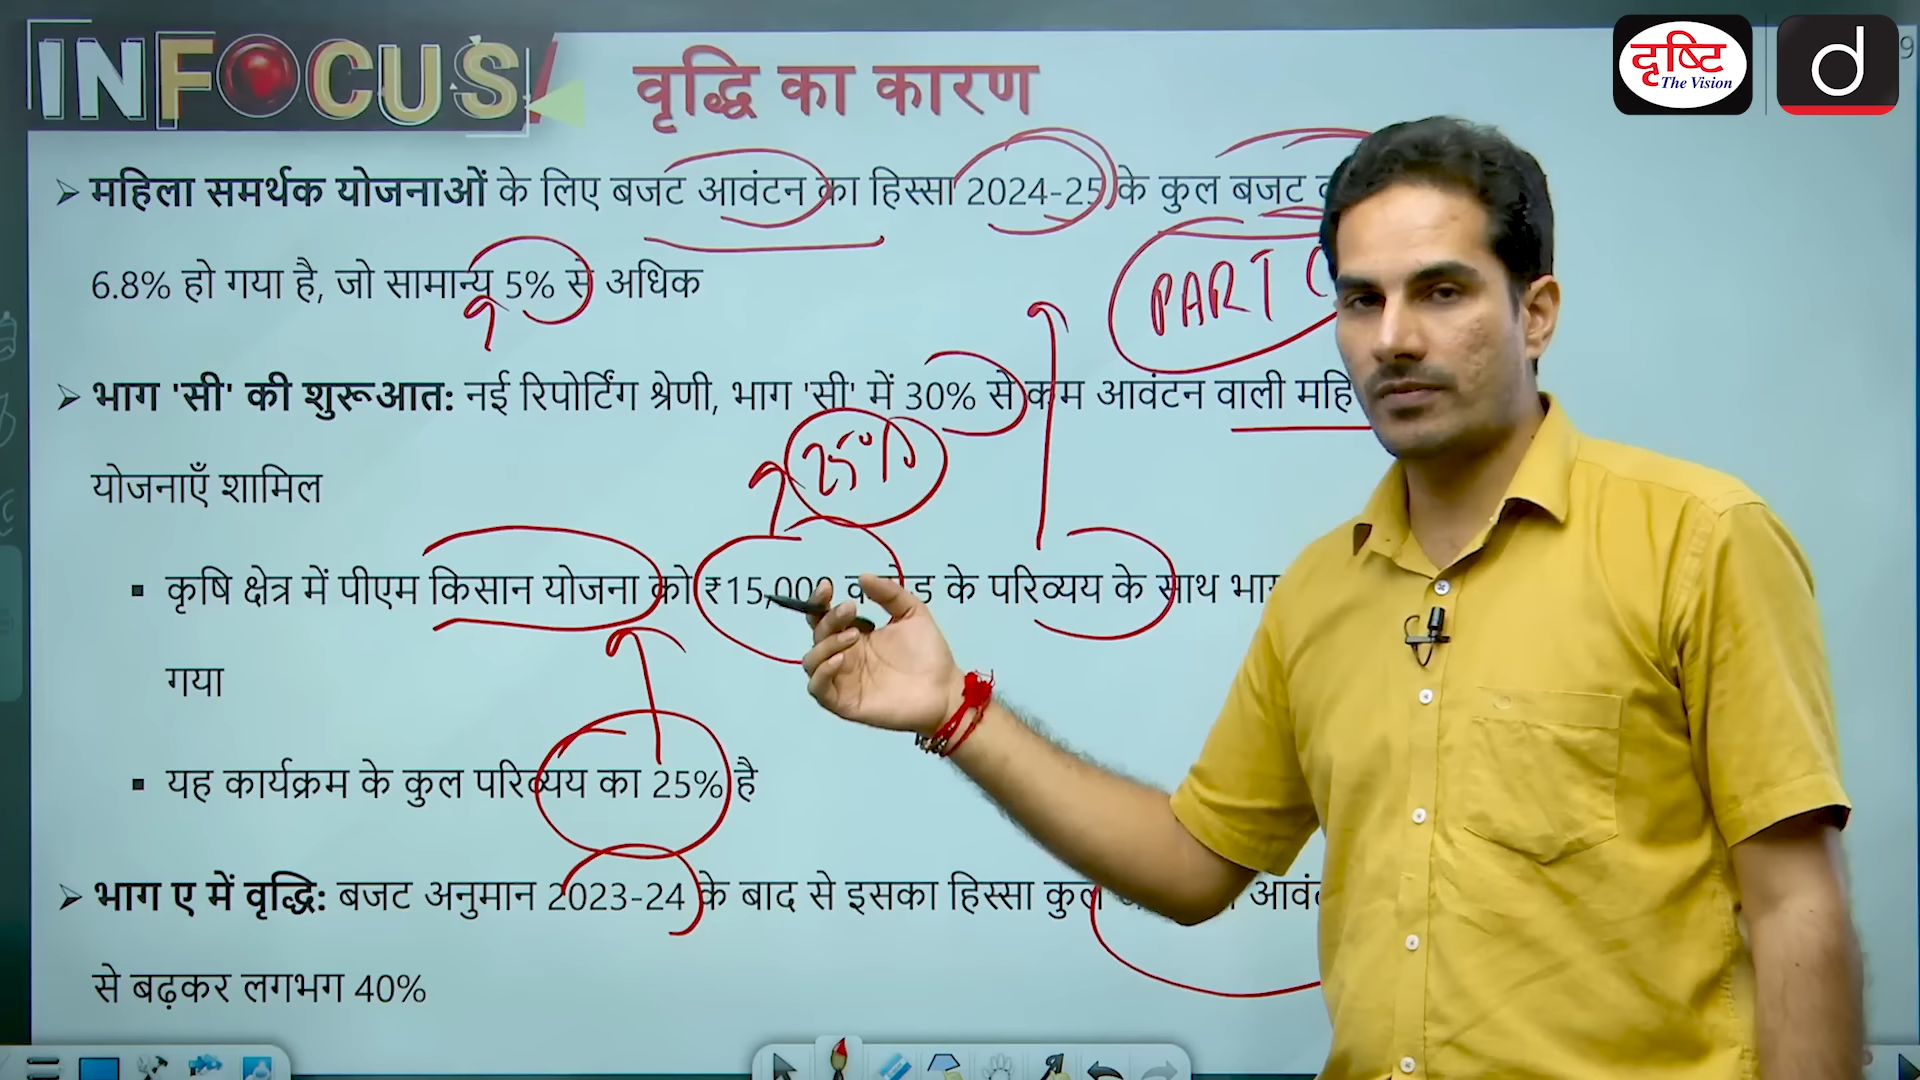 INFOCUS
वृद्धि का कारण
दृष्टि
The Vision
d
9
➢ महिला समर्थक योजनाओं के लिए बजट आवंटन का हिस्सा 2024-25 के कुल बजट
6.8% हो गया है, जो सामान्य 5% से अधिक
PART C
➢ भाग 'सी' की शुरूआत: नई रिपोर्टिंग श्रेणी, भाग 'सी' में 30% से कम आवंटन वाली
25%
योजनाएँ शामिल
▪ कृषि क्षेत्र में पीएम किसान योजना को ₹15,000 के परिव्यय के साथ
गया
▪ यह कार्यक्रम के कुल परिव्यय का 25% है
➢ भाग ए में वृद्धि: बजट अनुमान 2023-24 के बाद से इसका हिस्सा कुल
से बढ़कर लगभग 40%